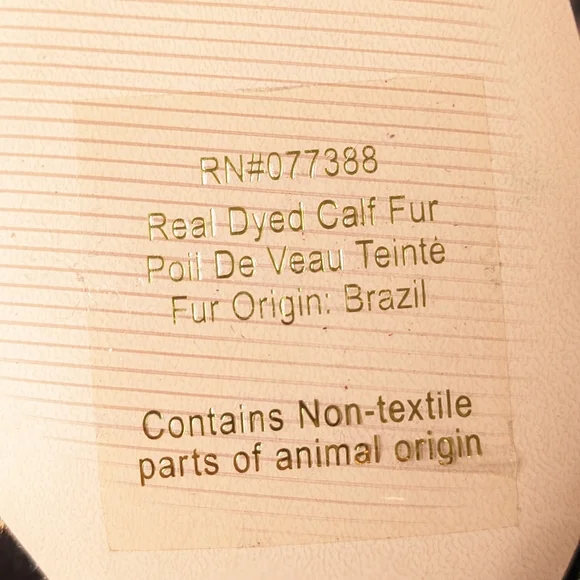 RN#077388
Real Dyed Calf Fur
Poil De Veau Teinté
Fur Origin: Brazil
Contains Non-textile
parts of animal origin